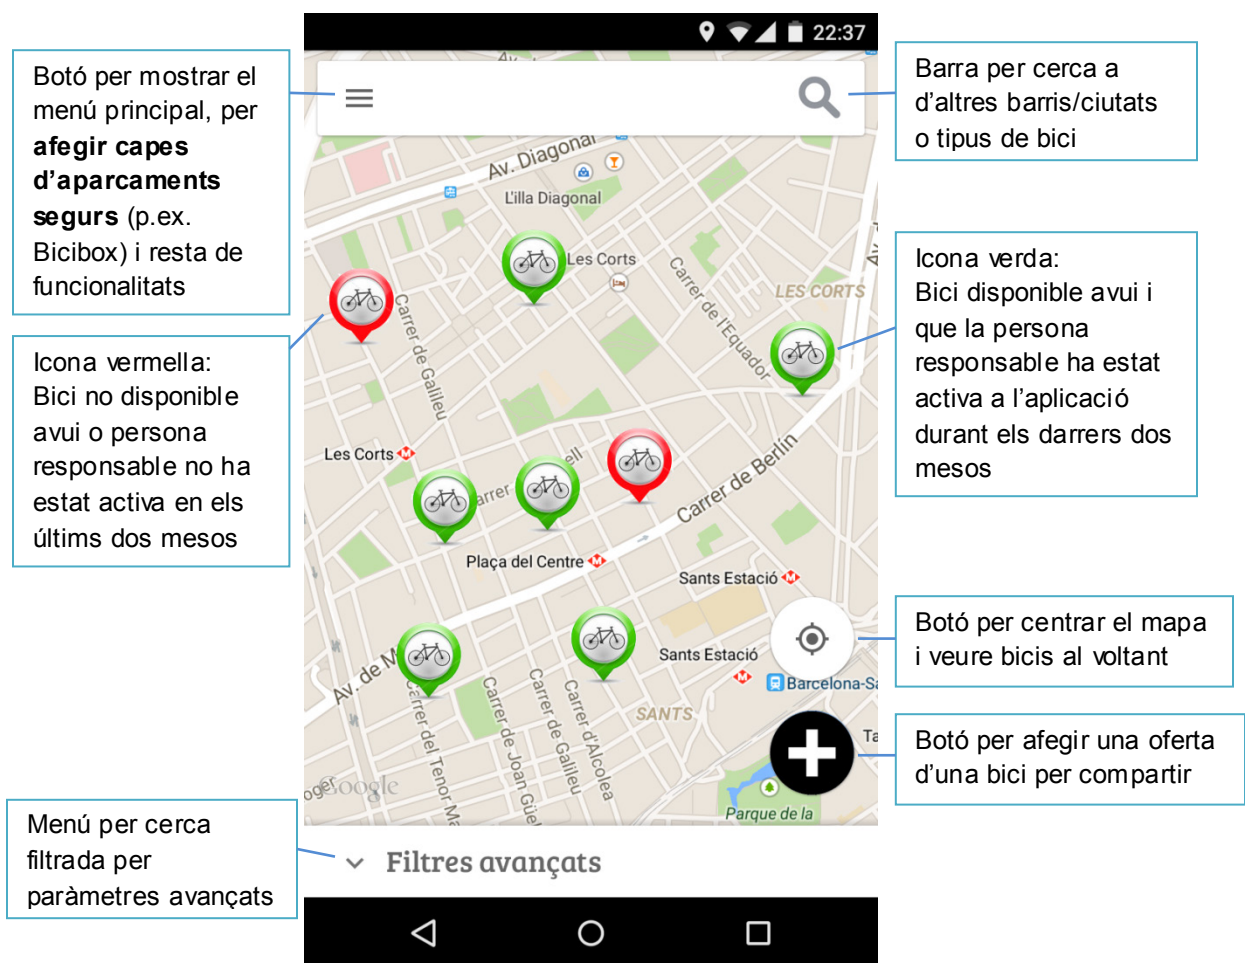 22:37
Botó per mostrar el
menú principal, per
afegir capes
d'aparcaments
segurs (p.ex.
Bicibox) i resta de
funcionalitats
Icona vermella:
Bici no disponible
avui o persona
responsable no ha
estat activa en els
últims dos mesos
Menú per cerca
filtrada per
paràmetres avançats
Av. Diagonal
L'illa Diagonal
Les Corts
LES CORTS
Carrer de l'Equador
Carrer de Galileu
Les Corts
Carrer de Berlín
Plaça del Centre
Sants Estació
Sants Estació
Barcelona-Sa
Av. de M
SANTS
Carrer del Tenor Ma
Carrer de Joan Güe
Carrer de Galileu
Carrer d'Alcolea
Ta
Google
Parque de la
Filtres avançats
Barra per cerca a
d'altres barris/ciutats
o tipus de bici
Icona verda:
Bici disponible avui i
que la persona
responsable ha estat
activa a l'aplicació
durant els darrers dos
mesos
Botó per centrar el mapa
i veure bicis al voltant
Botó per afegir una oferta
d'una bici per compartir